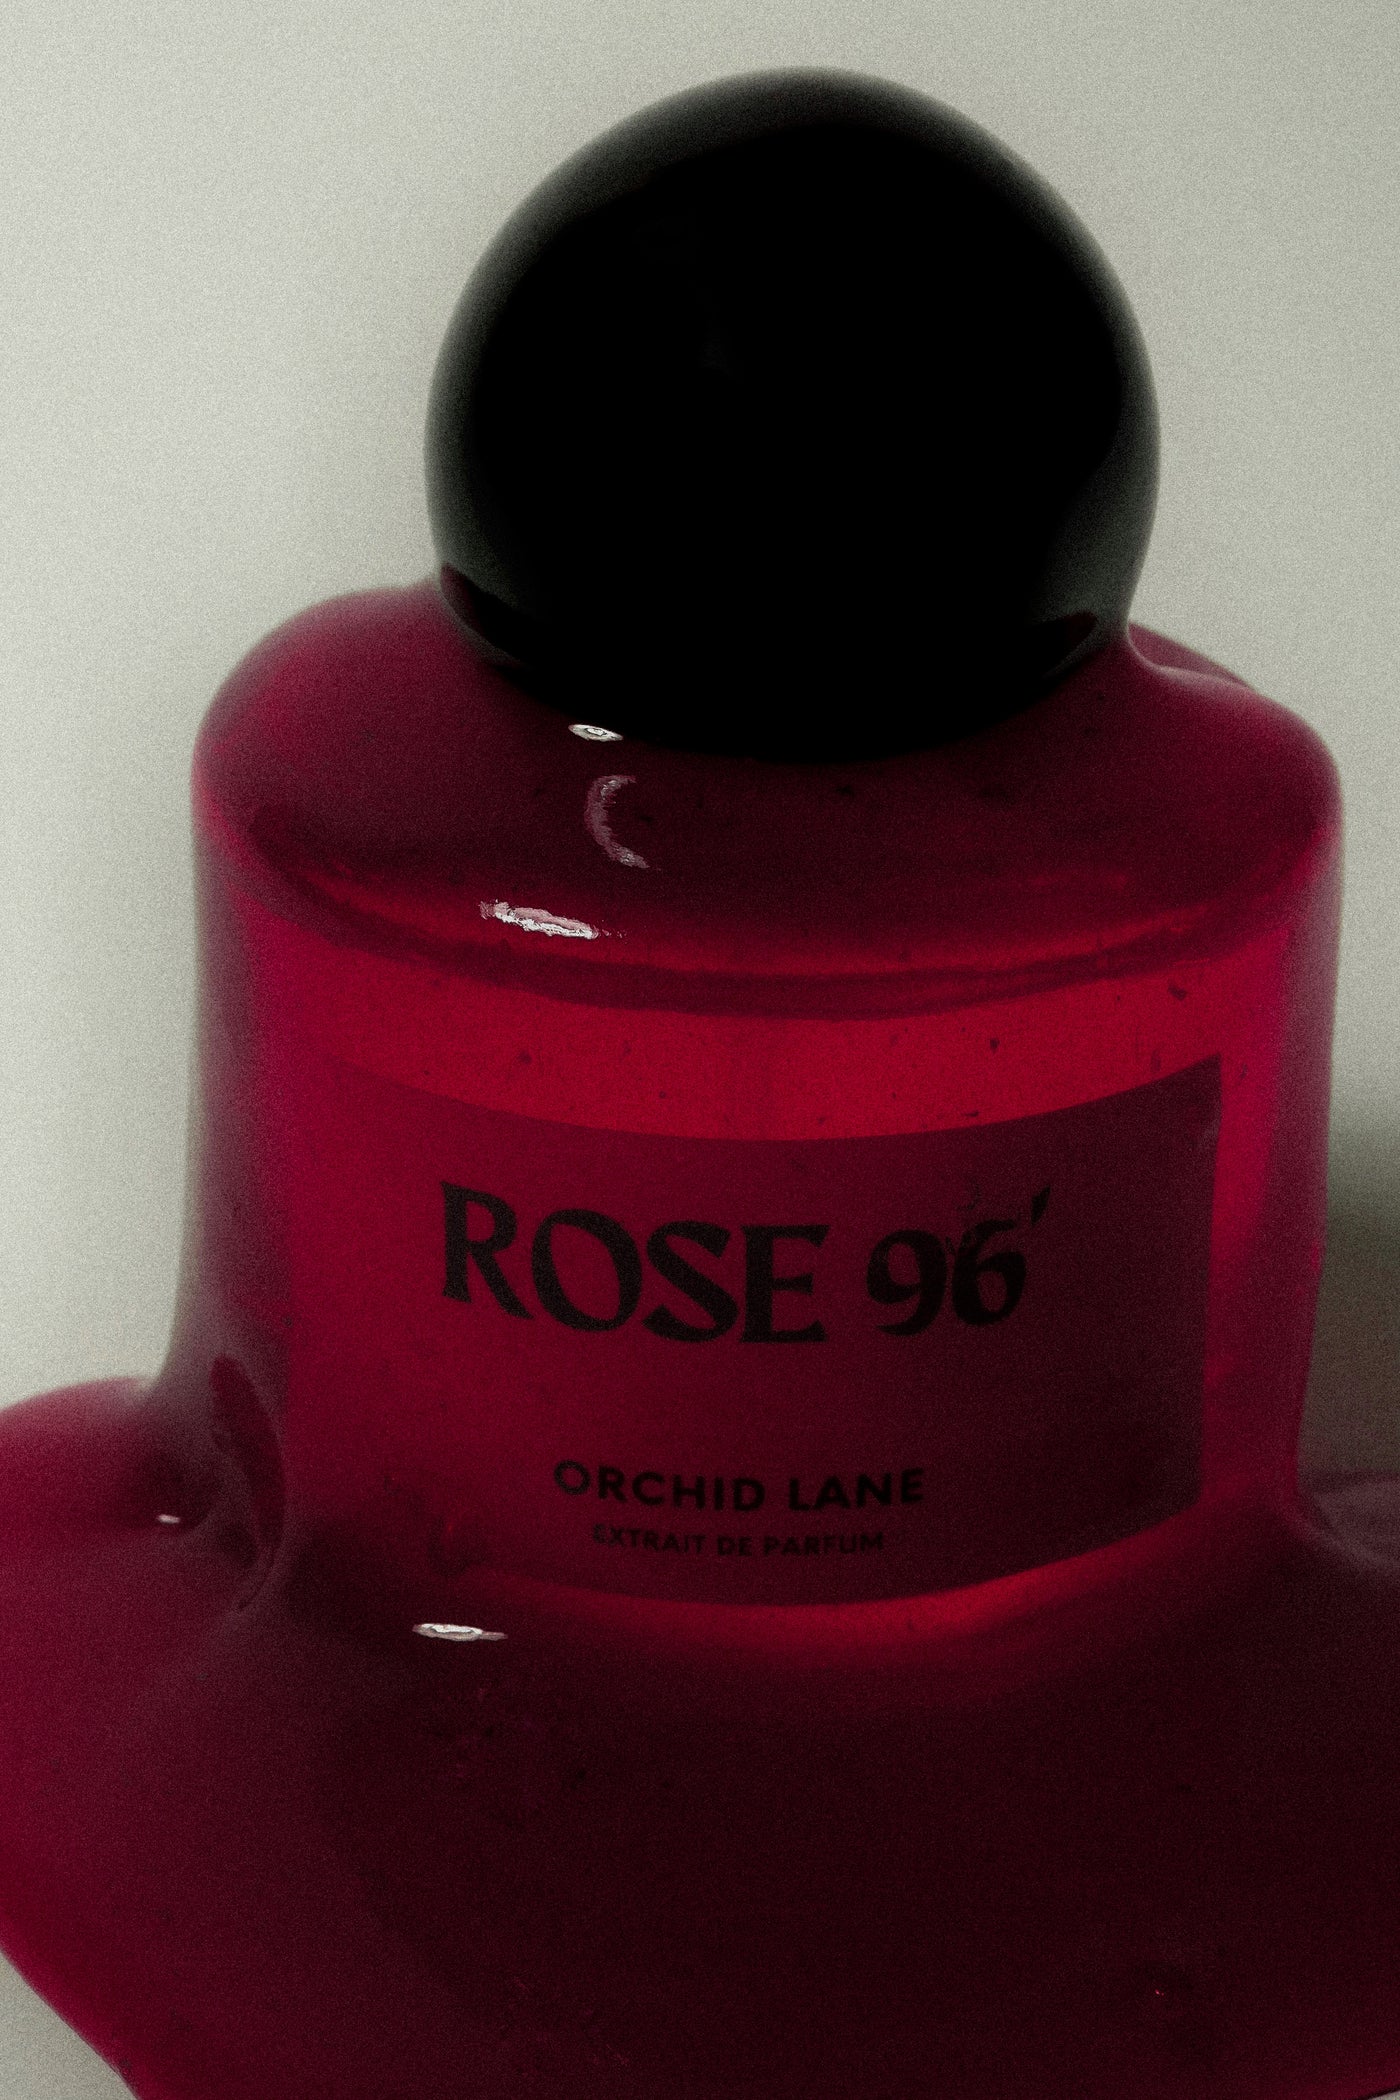 ROSE 96'
ORCHID LANE
EXTRAIT DE PARFUM